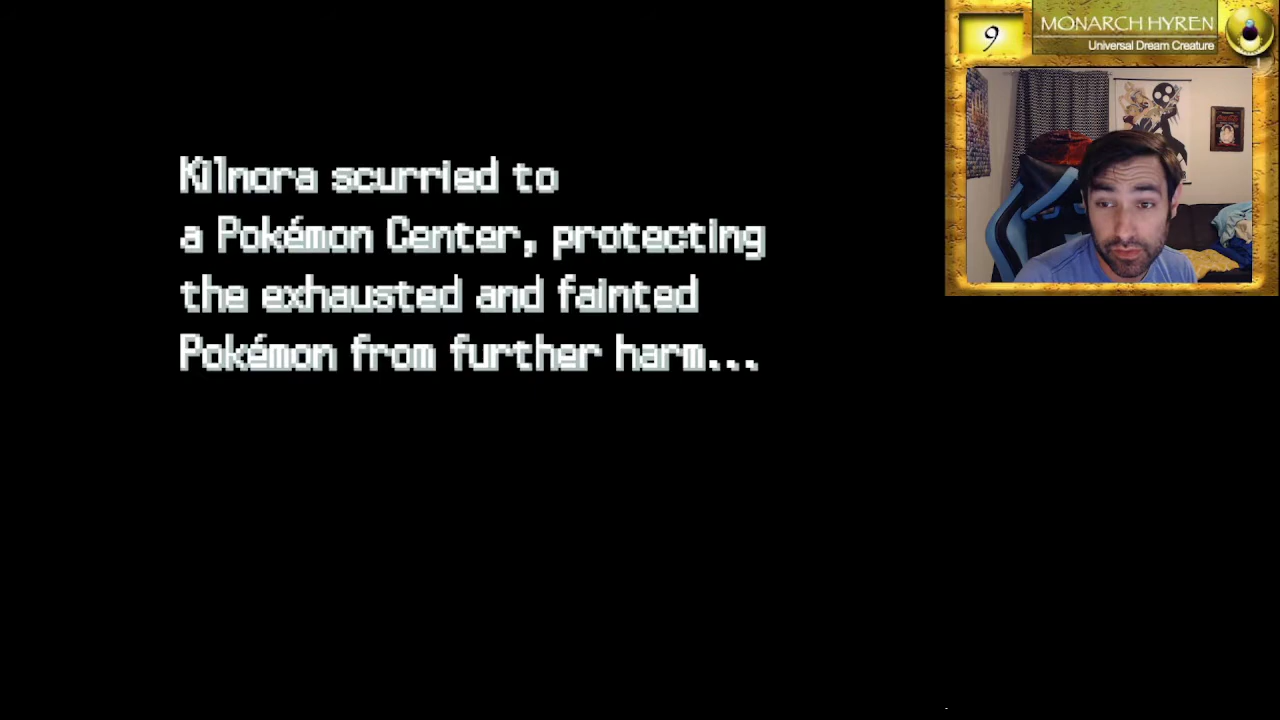 Kilnora scurried to
a Pokémon Center, protecting
the exhausted and fainted
Pokémon from further harm...
9
MONARCH HYREN
Universal Dream Creature
1